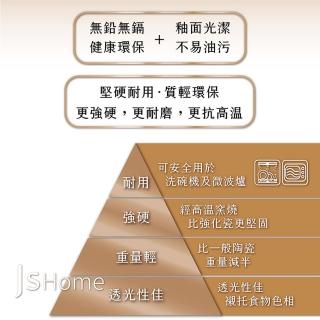 無鉛無鎘
健康環保
+
釉面光潔
不易油污
堅硬耐用·質輕環保
更強硬，更耐磨，更抗高溫
耐用
可安全用於
洗碗機及微波爐
強硬
經高溫窯燒
比強化瓷更堅固
重量輕
比一般陶瓷
重量減半
透光性佳
透光性佳
襯托食物色相
JSHome